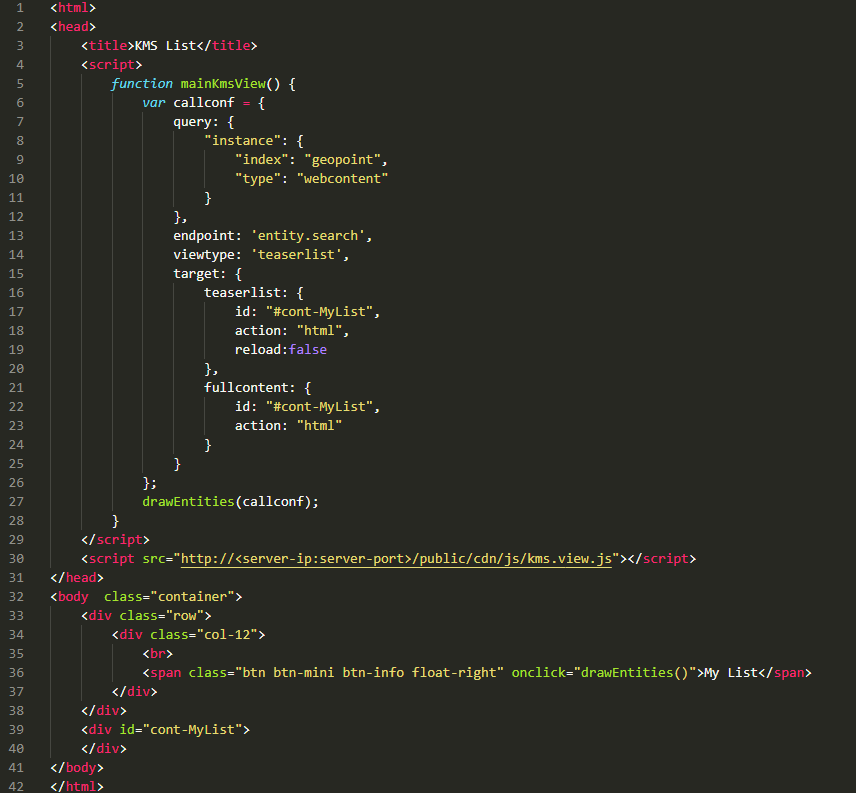 1 <html>
2 <head>
3     <title>KMS List</title>
4     <script>
5         function mainKmsView() {
6             var callconf = {
7                 query: {
8                     "instance": {
9                         "index": "geopoint",
10                         "type": "webcontent"
11                     }
12                 },
13                 endpoint: 'entity.search',
14                 viewtype: 'teaserlist',
15                 target: {
16                     teaserlist: {
17                         id: "#cont-MyList",
18                         action: "html",
19                         reload:false
20                     },
21                     fullcontent: {
22                         id: "#cont-MyList",
23                         action: "html"
24                     }
25                 }
26             };
27             drawEntities(callconf);
28         }
29     </script>
30     <script src="http://<server-ip:server-port>/public/cdn/js/kms.view.js"></script>
31 </head>
32 <body  class="container">
33     <div class="row">
34         <div class="col-12">
35             <br>
36             <span class="btn btn-mini btn-info float-right" onclick="drawEntities()">My List</span>
37         </div>
38     </div>
39     <div id="cont-MyList">
40     </div>
41 </body>
42 </html>